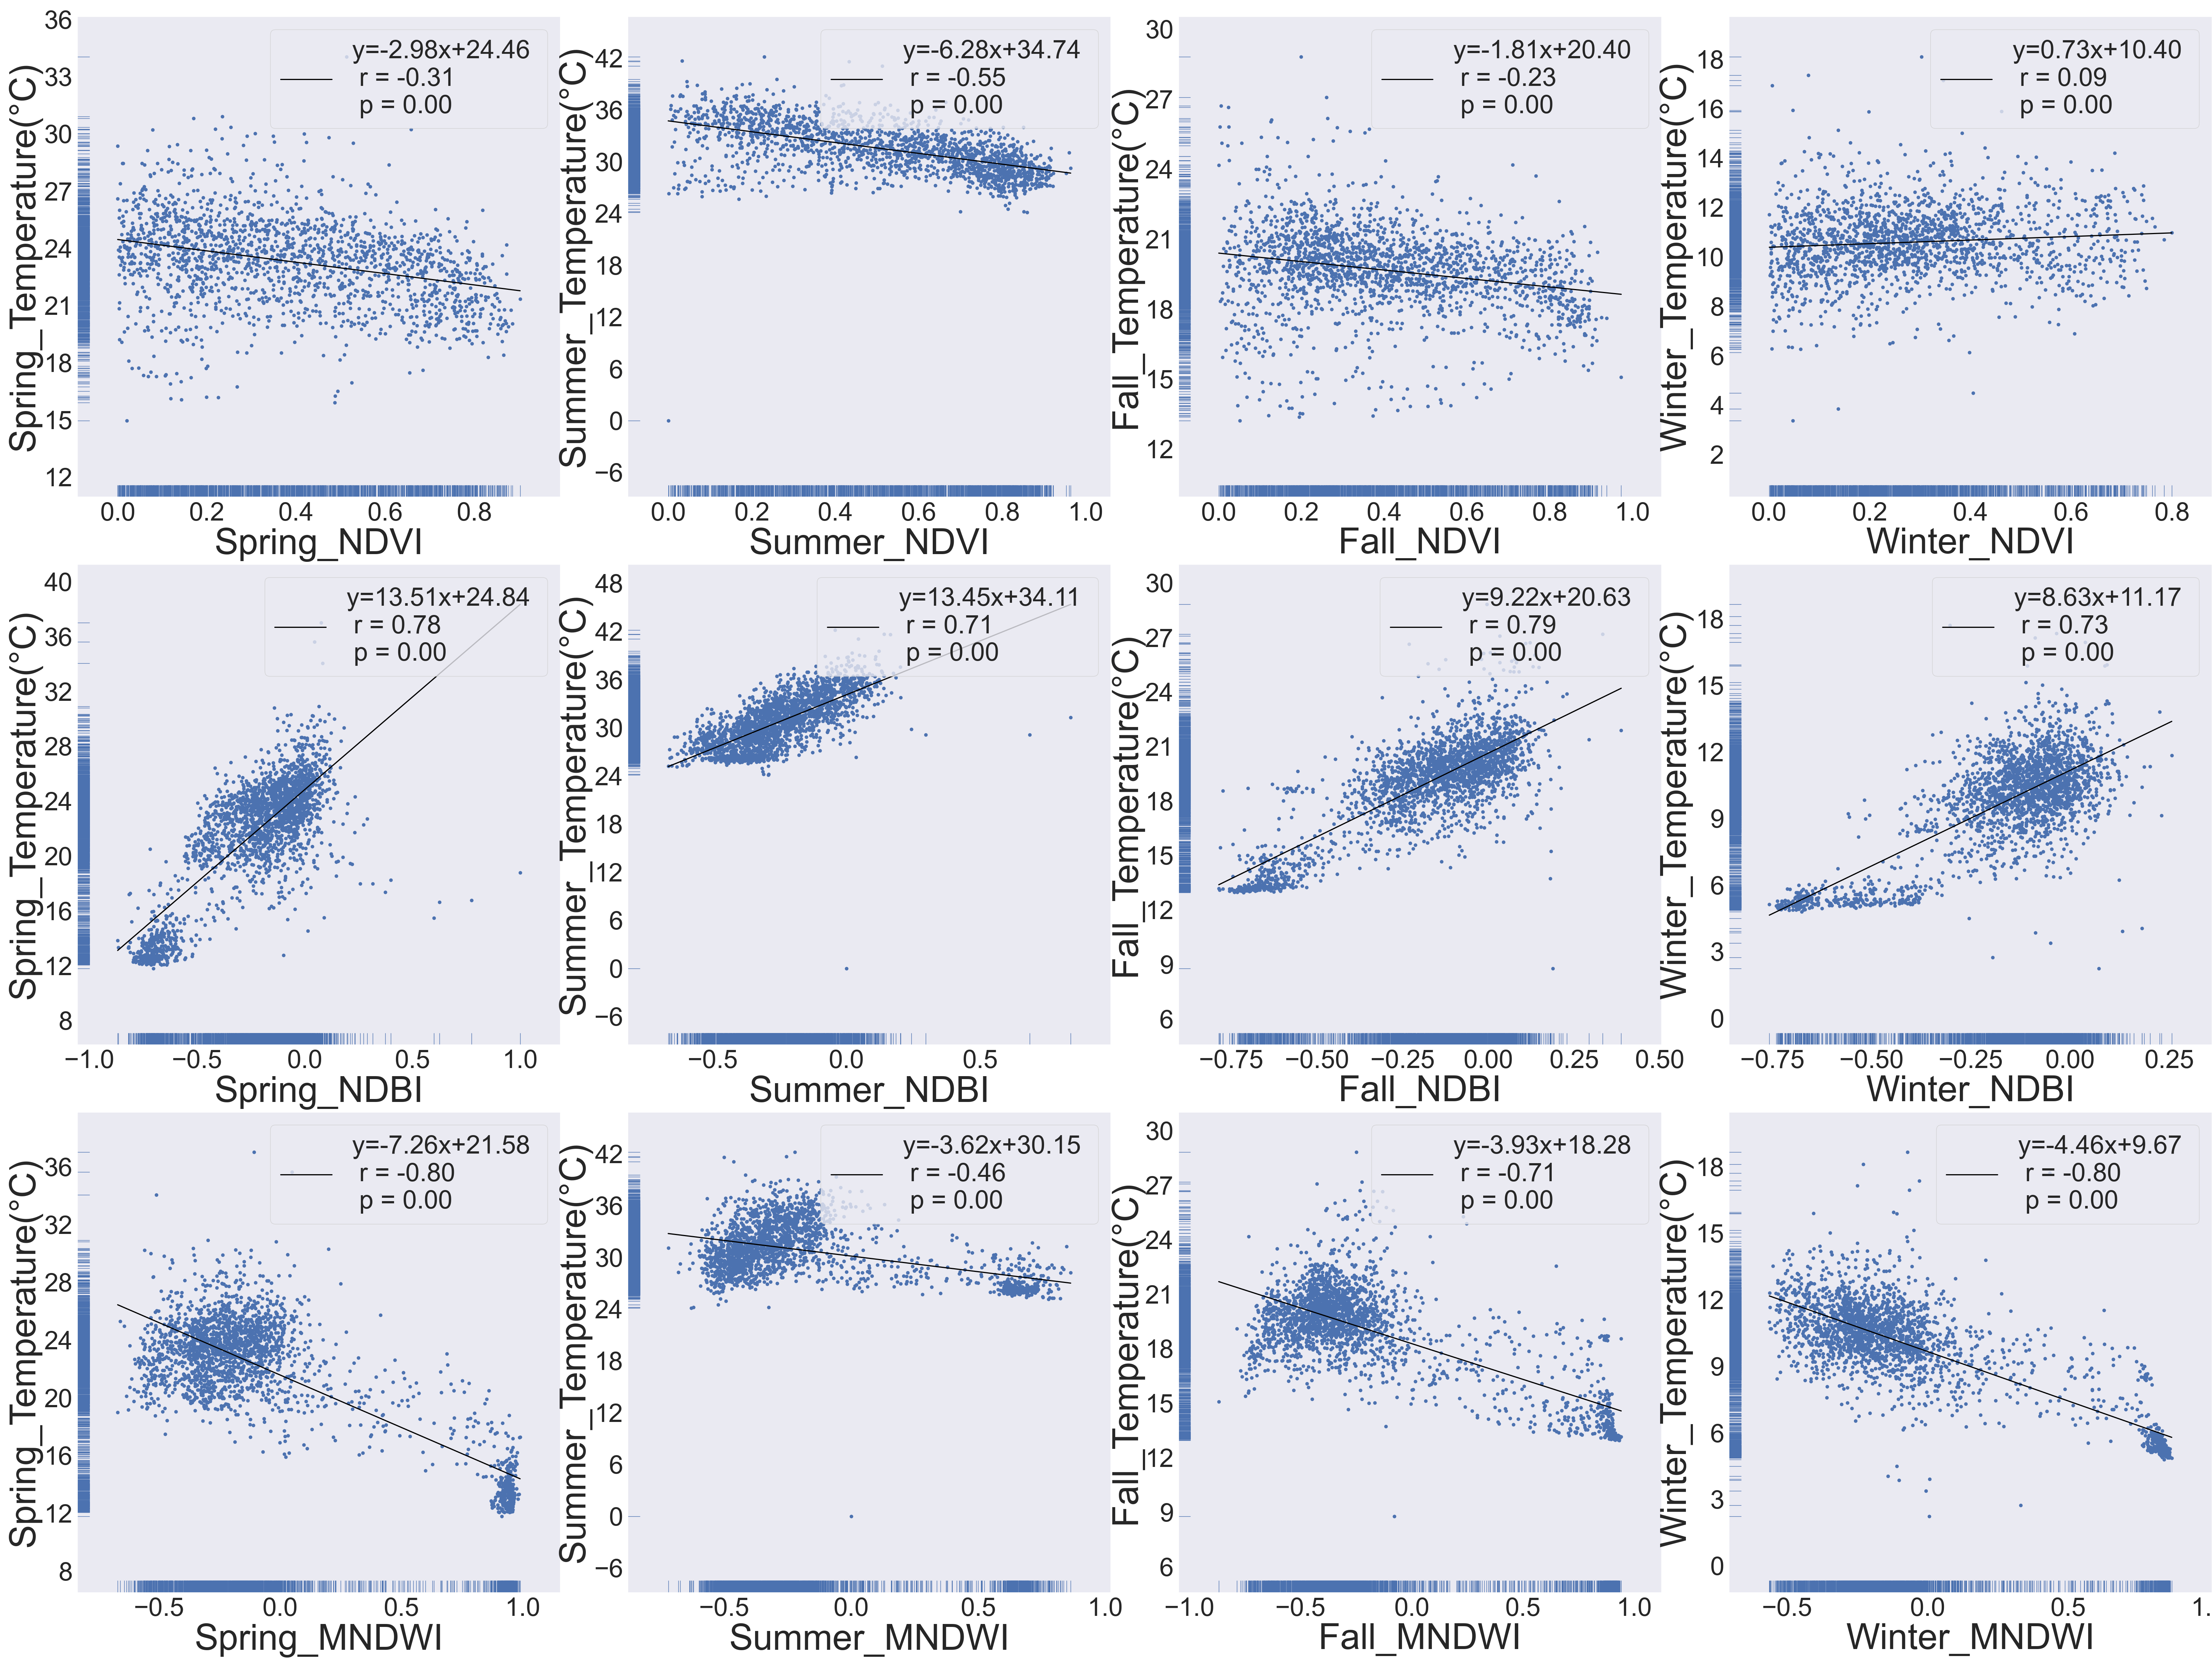 36
33
30
27
24
21
18
15
12
Spring_Temperature(°C)
y=-2.98x+24.46
r = -0.31
p = 0.00
0.0 0.2 0.4 0.6 0.8
Spring_NDVI
42
36
30
24
18
12
6
0
−6
Summer_Temperature(°C)
y=-6.28x+34.74
r = -0.55
p = 0.00
0.0 0.2 0.4 0.6 0.8 1.0
Summer_NDVI
30
27
24
21
18
15
12
Fall_Temperature(°C)
y=-1.81x+20.40
r = -0.23
p = 0.00
0.0 0.2 0.4 0.6 0.8 1.0
Fall_NDVI
18
16
14
12
10
8
6
4
2
Winter_Temperature(°C)
y=0.73x+10.40
r = 0.09
p = 0.00
0.0 0.2 0.4 0.6 0.8
Winter_NDVI
40
36
32
28
24
20
16
12
8
Spring_Temperature(°C)
y=13.51x+24.84
r = 0.78
p = 0.00
−1.0 −0.5 0.0 0.5 1.0
Spring_NDBI
48
42
36
30
24
18
12
6
0
−6
Summer_Temperature(°C)
y=13.45x+34.11
r = 0.71
p = 0.00
−0.5 0.0 0.5
Summer_NDBI
30
27
24
21
18
15
12
9
6
Fall_Temperature(°C)
y=9.22x+20.63
r = 0.79
p = 0.00
−0.75 −0.50 −0.25 0.00 0.25 0.50
Fall_NDBI
18
15
12
9
6
3
0
Winter_Temperature(°C)
y=8.63x+11.17
r = 0.73
p = 0.00
−0.75 −0.50 −0.25 0.00 0.25
Winter_NDBI
36
32
28
24
20
16
12
8
Spring_Temperature(°C)
y=-7.26x+21.58
r = -0.80
p = 0.00
−0.5 0.0 0.5 1.0
Spring_MNDWI
42
36
30
24
18
12
6
0
−6
Summer_Temperature(°C)
y=-3.62x+30.15
r = -0.46
p = 0.00
−0.5 0.0 0.5 1.0
Summer_MNDWI
30
27
24
21
18
15
12
9
6
Fall_Temperature(°C)
y=-3.93x+18.28
r = -0.71
p = 0.00
−1.0 −0.5 0.0 0.5 1.0
Fall_MNDWI
18
15
12
9
6
3
0
Winter_Temperature(°C)
y=-4.46x+9.67
r = -0.80
p = 0.00
−0.5 0.0 0.5 1.
Winter_MNDWI